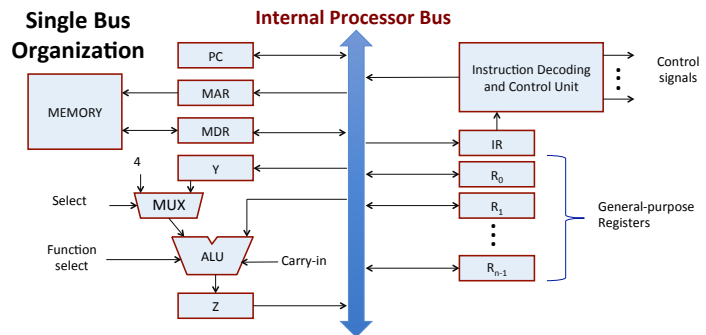 Single Bus
Organization
Internal Processor Bus
PC
MAR
MDR
MEMORY
Y
4
Select
MUX
Function
select
ALU
Carry-in
Z
Instruction Decoding
and Control Unit
Control
signals
IR
R0
R1
Rn-1
General-purpose
Registers